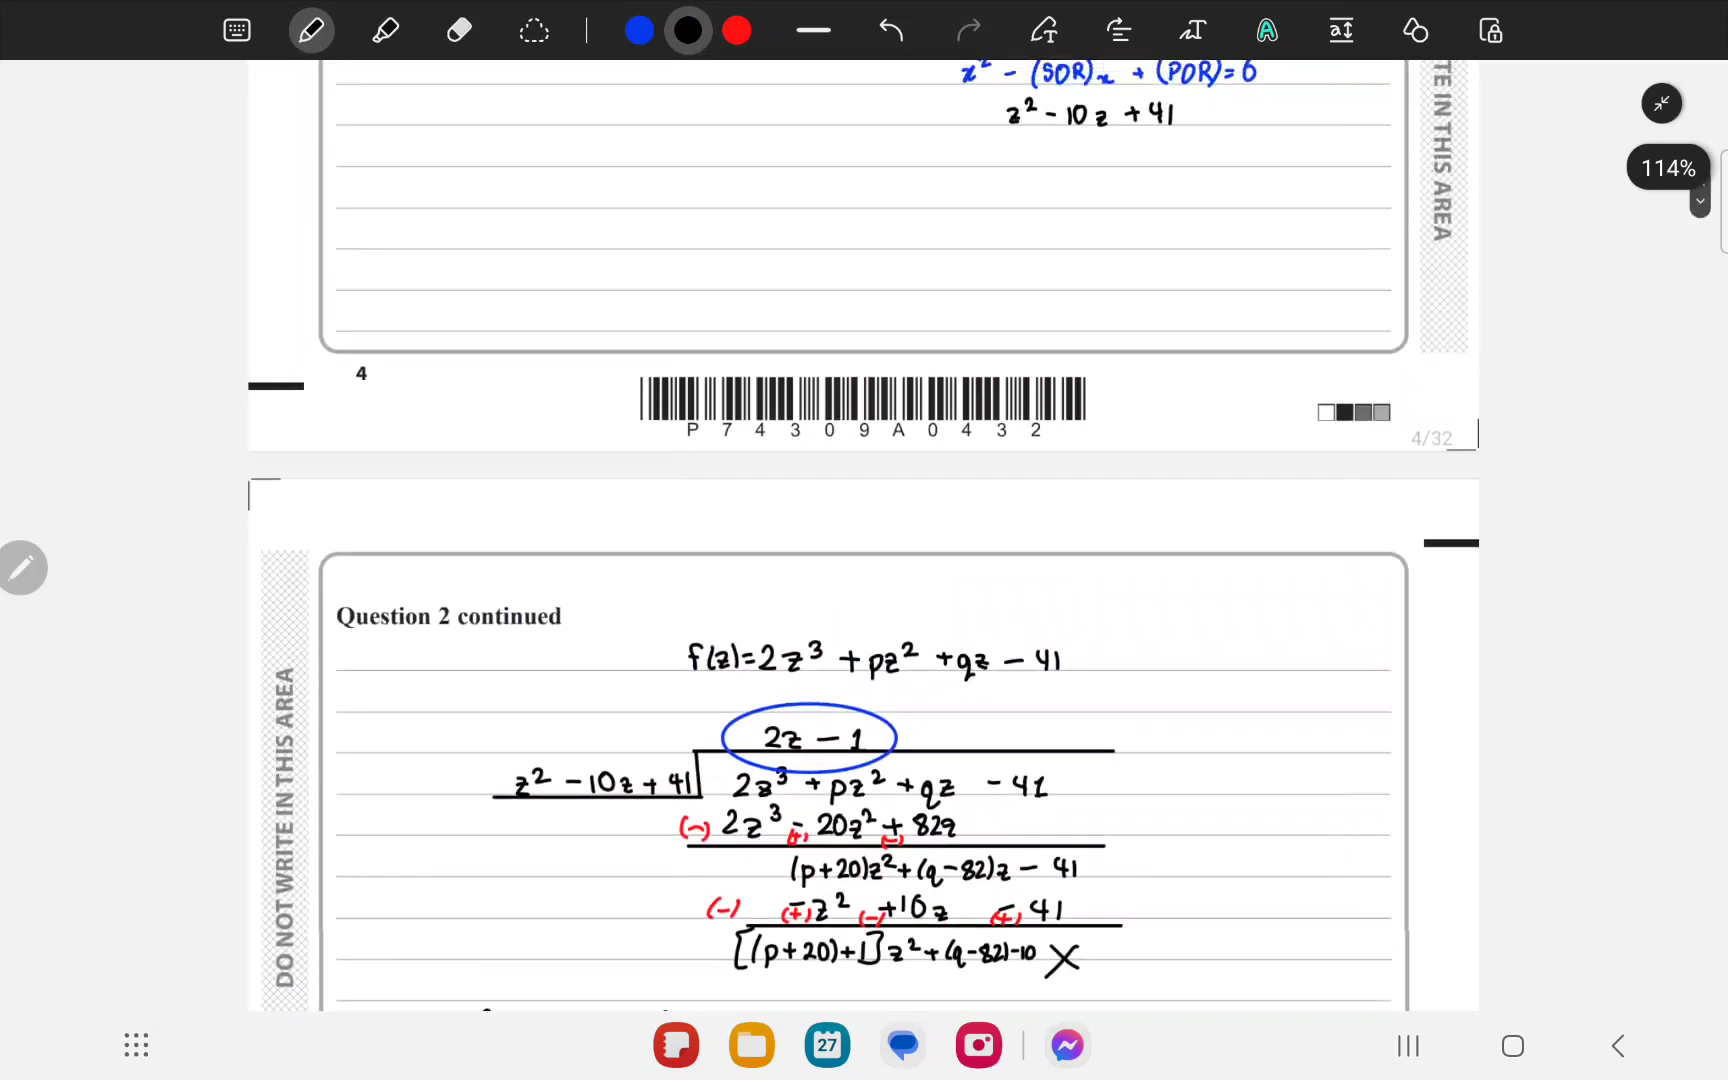 x² - (SOR)x + (POR) = 0
z² - 10z + 41
TE IN THIS AREA
114%
4
P 7 4 3 0 9 A 0 4 3 2
4/32
Question 2 continued
DO NOT WRITE IN THIS AREA
f(z)=2z³ + pz² + qz - 41
2z - 1
z² - 10z + 41 2z³ + pz² + qz - 41
(-) 2z³ - 20z² + 82z
(+) (-)
(p+20)z² + (q-82)z - 41
(-) - z² + 10z - 41
(+) (-) (+)
[(p+20)+1]z² + (q-82)-10 X
27